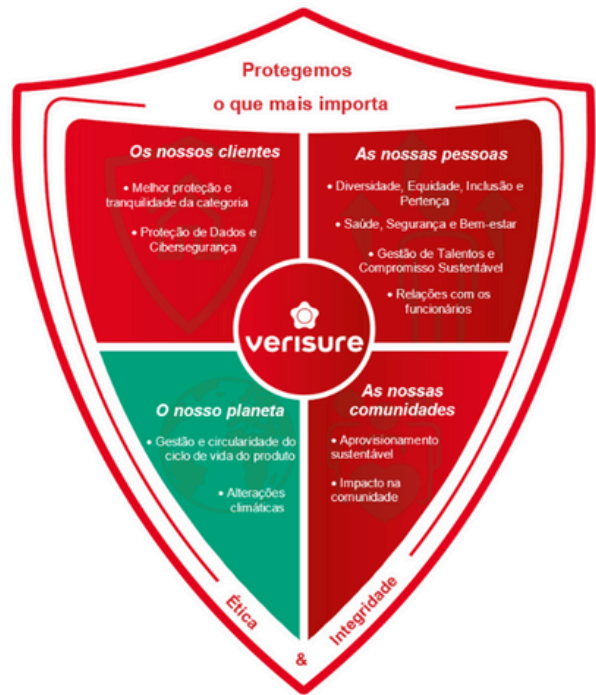 Protegemos
o que mais importa
Os nossos clientes
• Melhor proteção e
tranquilidade da categoria
• Proteção de Dados e
Cibersegurança
As nossas pessoas
• Diversidade, Equidade, Inclusão e
Pertença
• Saúde, Segurança e Bem-estar
• Gestão de Talentos e
Compromisso Sustentável
• Relações com os
funcionários
verisure
O nosso planeta
• Gestão e circularidade do
ciclo de vida do produto
• Alterações
climáticas
As nossas
comunidades
• Aprovisionamento
sustentável
• Impacto na
comunidade
Ética
&
Integridade